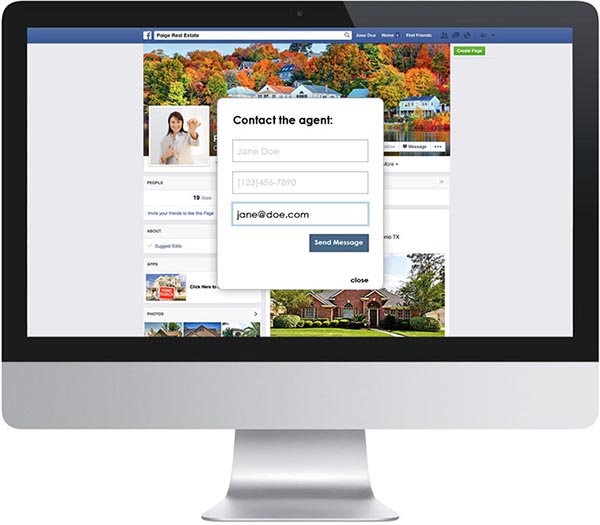 Paige Real Estate
Jane Doe Home Find Friends
Create Page
Message
Contact the agent:
Jane Doe
(123)456-7890
jane@doe.com
Send Message
close
PEOPLE
19 likes
Invite your friends to like this Page
ABOUT
Suggest Edits
APPS
HOME SEARCH
Click Here to
PHOTOS
More
TX